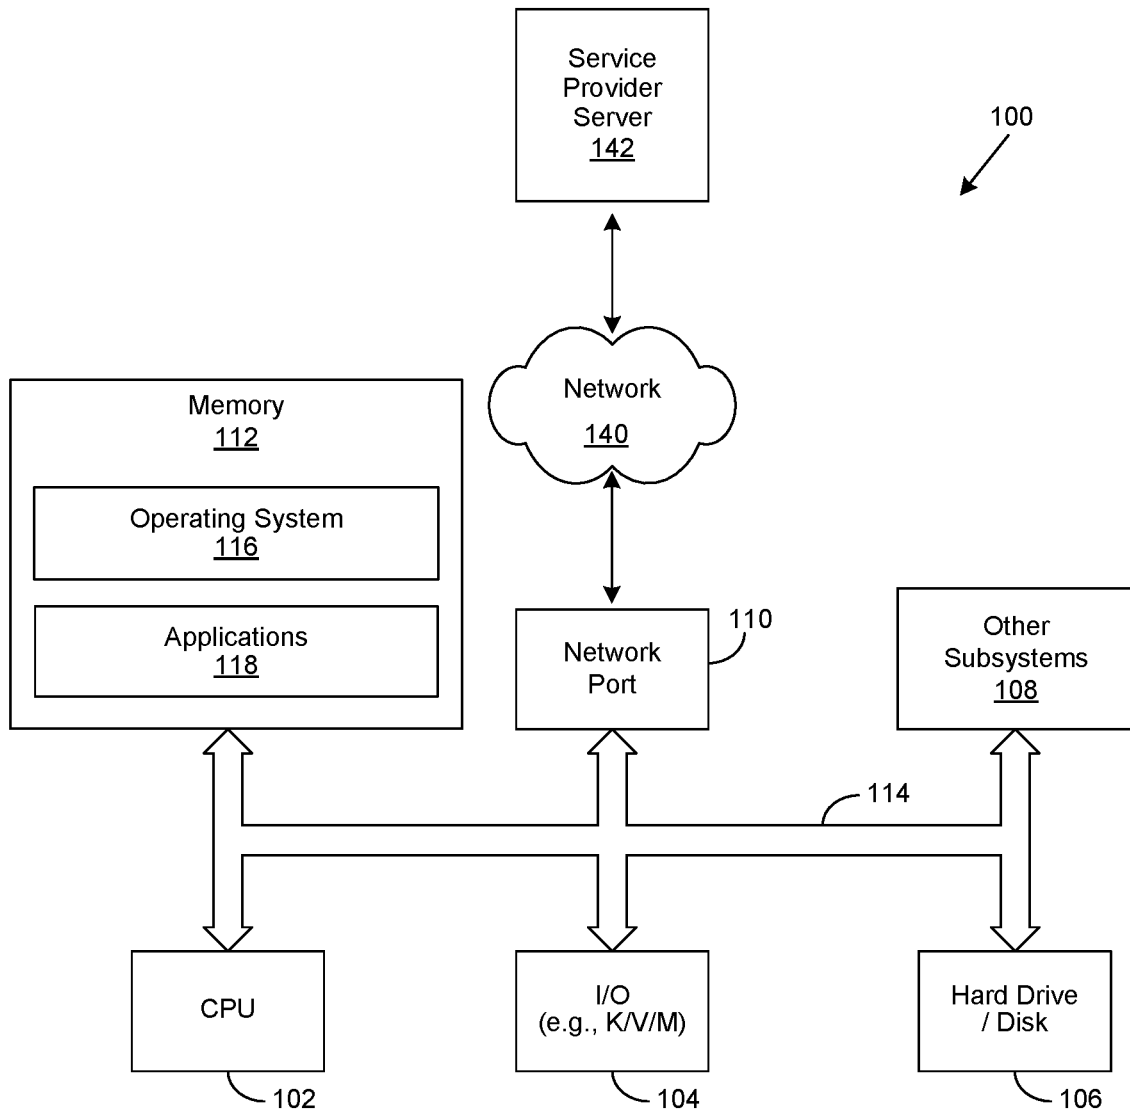 Service
Provider
Server
142
100
Network
140
Memory
112
Operating System
116
Applications
118
Network
Port
110
Other
Subsystems
108
114
CPU
102
I/O
(e.g., K/V/M)
104
Hard Drive
/ Disk
106